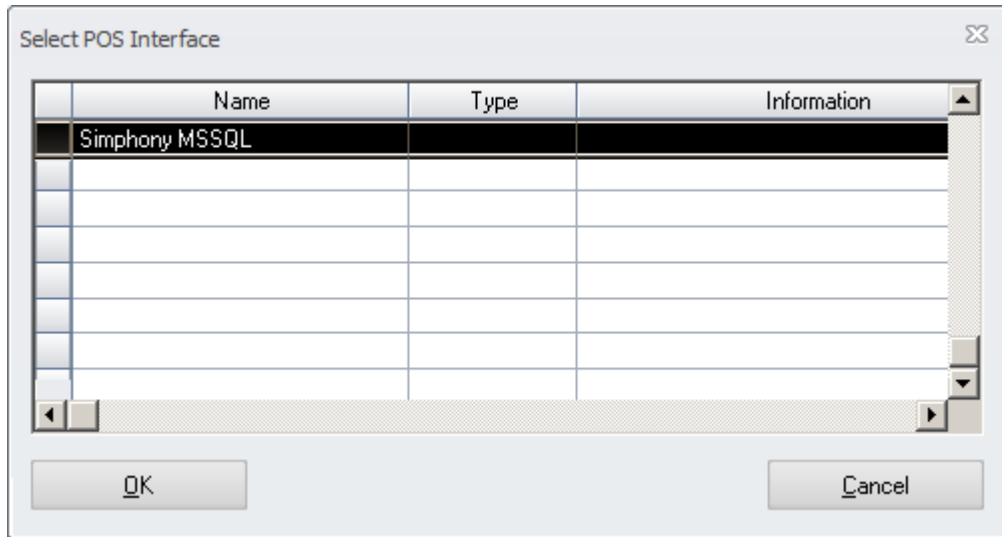 Select POS Interface
Name Type Information
Simphony MSSQL
OK Cancel